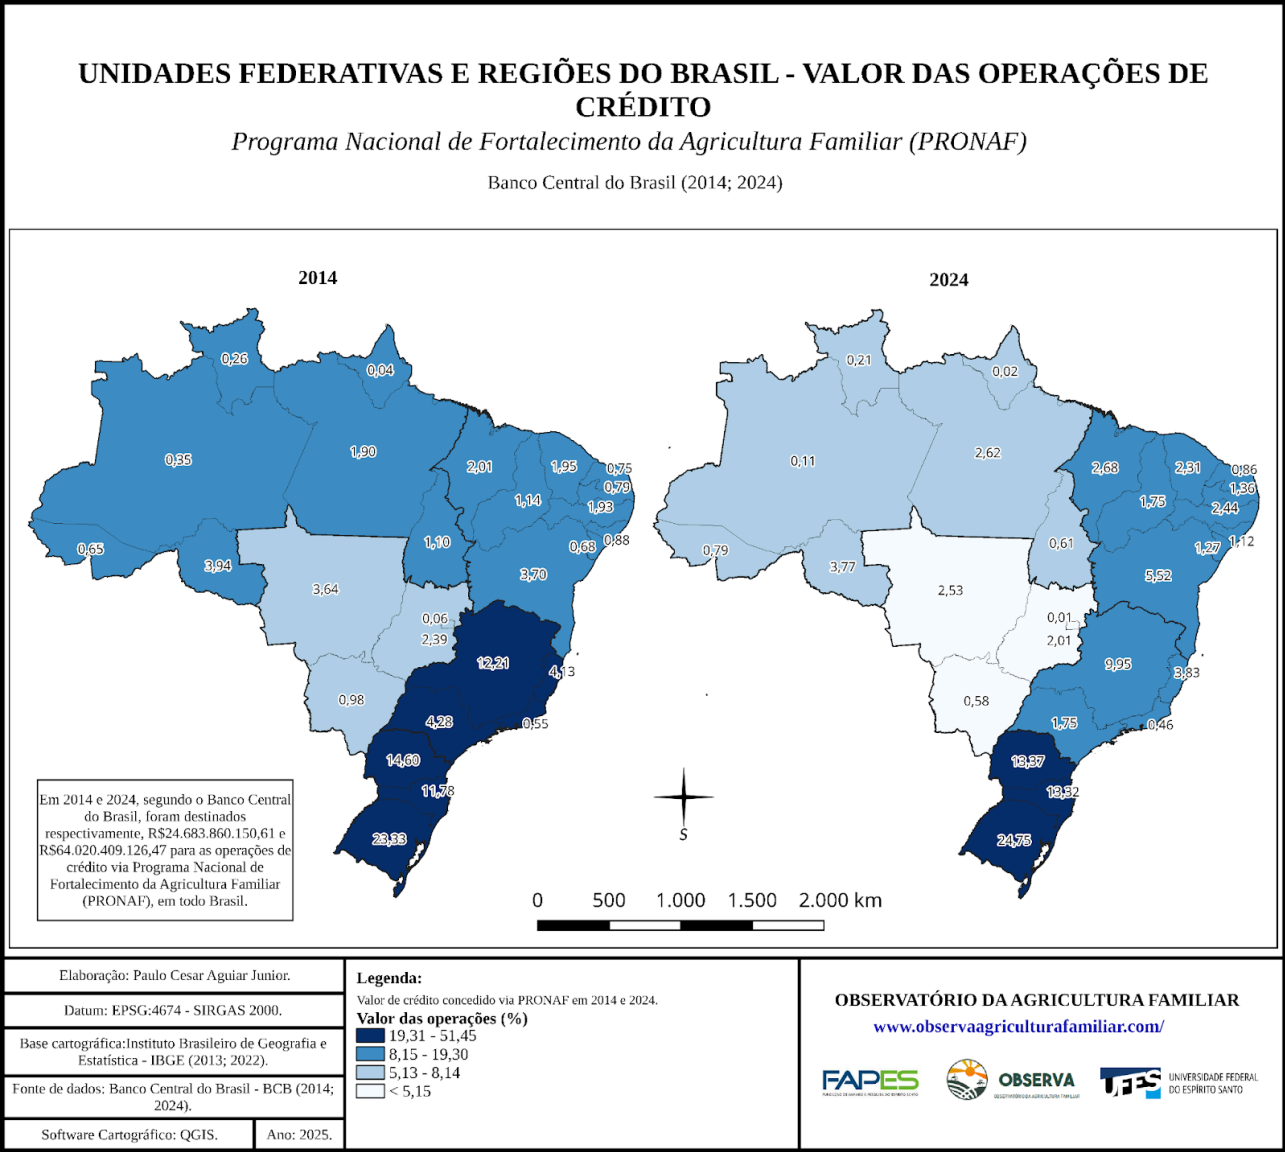 UNIDADES FEDERATIVAS E REGIÕES DO BRASIL - VALOR DAS OPERAÇÕES DE
CRÉDITO
Programa Nacional de Fortalecimento da Agricultura Familiar (PRONAF)
Banco Central do Brasil (2014; 2024)
2014
0,26
0,04
0,35
1,90
2,01
1,95
0,75
0,79
1,14
1,93
0,88
0,68
0,65
3,94
1,10
3,70
3,64
0,06
2,39
12,21
4,13
0,98
4,28
0,55
14,60
11,78
23,33
2024
0,21
0,02
0,11
2,62
2,68
2,31
0,86
1,36
1,75
2,44
1,12
1,27
0,79
3,77
0,61
5,52
2,53
0,01
2,01
9,95
3,83
0,58
1,75
0,46
13,37
13,32
24,75
S
Em 2014 e 2024, segundo o Banco Central
do Brasil, foram destinados
respectivamente, R$24.683.860.150,61 e
R$64.020.409.126,47 para as operações de
crédito via Programa Nacional de
Fortalecimento da Agricultura Familiar
(PRONAF), em todo Brasil.
0 500 1.000 1.500 2.000 km
Elaboração: Paulo Cesar Aguiar Junior.
Datum: EPSG:4674 - SIRGAS 2000.
Base cartográfica:Instituto Brasileiro de Geografia e
Estatística - IBGE (2013; 2022).
Fonte de dados: Banco Central do Brasil - BCB (2014;
2024).
Software Cartográfico: QGIS.
Ano: 2025.
Legenda:
Valor de crédito concedido via PRONAF em 2014 e 2024.
Valor das operações (%)
19,31 - 51,45
8,15 - 19,30
5,13 - 8,14
< 5,15
OBSERVATÓRIO DA AGRICULTURA FAMILIAR
www.observaagriculturafamiliar.com/
FAPES
FUNDAÇÃO DE AMPARO À PESQUISA DO ESPÍRITO SANTO
OBSERVA
OBSERVATÓRIO DA AGRICULTURA FAMILIAR
UFES
UNIVERSIDADE FEDERAL
DO ESPÍRITO SANTO